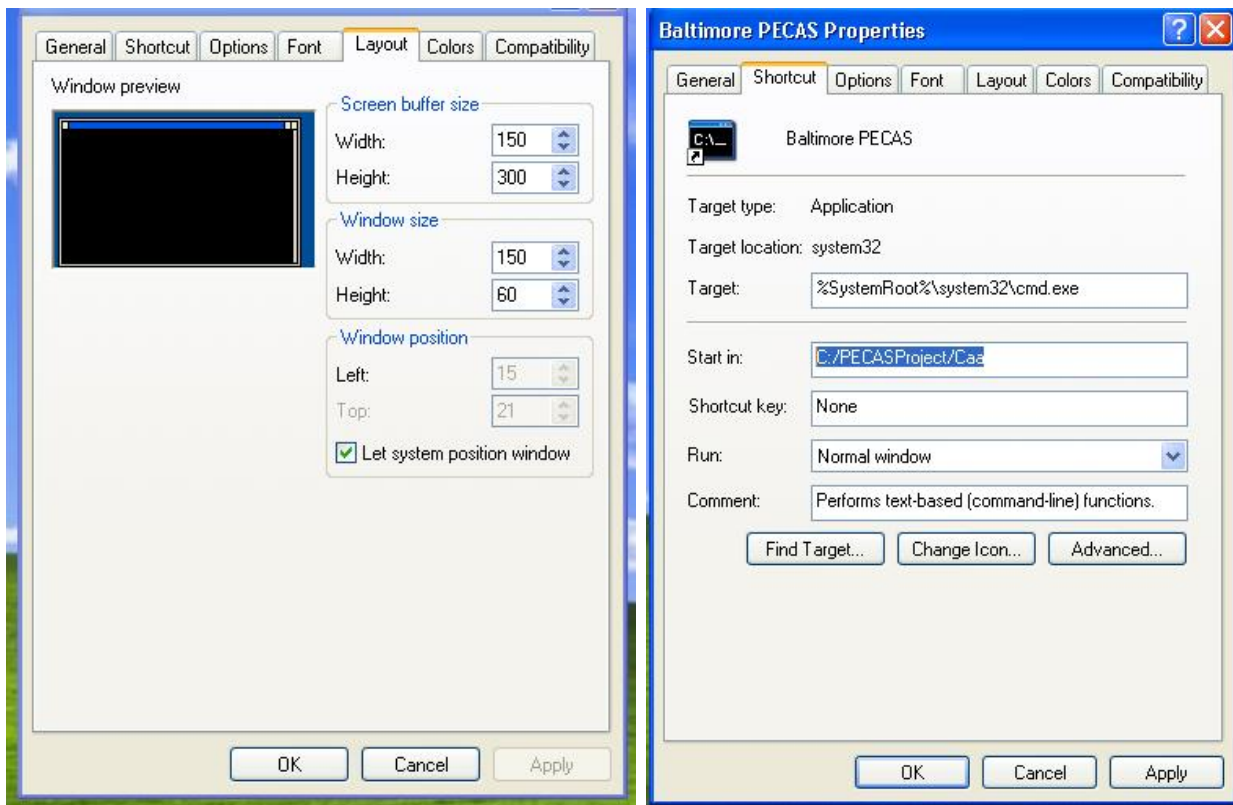 General Shortcut Options Font Layout Colors Compatibility
Window preview
Screen buffer size
Width: 150
Height: 300
Window size
Width: 150
Height: 60
Window position
Left: 15
Top: 21
Let system position window
OK Cancel Apply
Baltimore PECAS Properties
General Shortcut Options Font Layout Colors Compatibility
C:\_
Baltimore PECAS
Target type: Application
Target location: system32
Target: %SystemRoot%\system32\cmd.exe
Start in: C:/PECASProject/Caa
Shortcut key: None
Run: Normal window
Comment: Performs text-based (command-line) functions.
Find Target... Change Icon... Advanced...
OK Cancel Apply